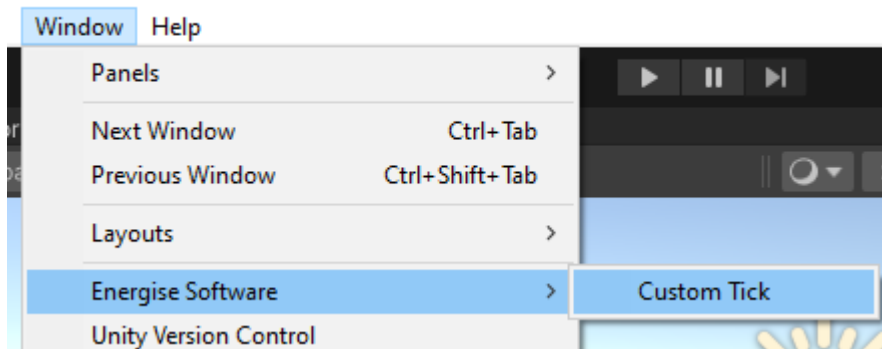 Window Help
Panels
Next Window Ctrl+Tab
Previous Window Ctrl+Shift+Tab
Layouts
Energise Software Custom Tick
Unity Version Control